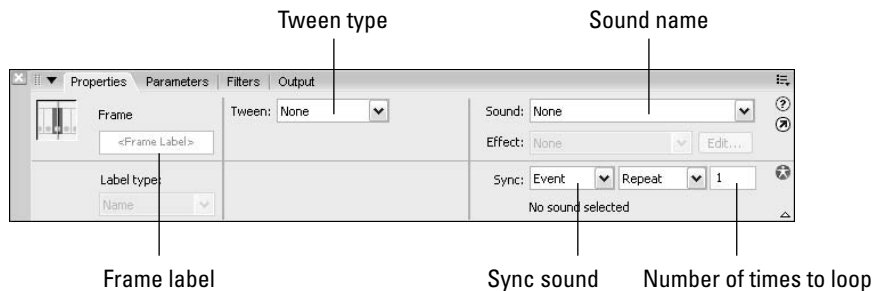 Tween type Sound name
Properties Parameters Filters Output
Frame Tween: None Sound: None
<Frame Label> Effect: None Edit...
Label type: Sync: Event Repeat 1
Name No sound selected
Frame label Sync sound Number of times to loop